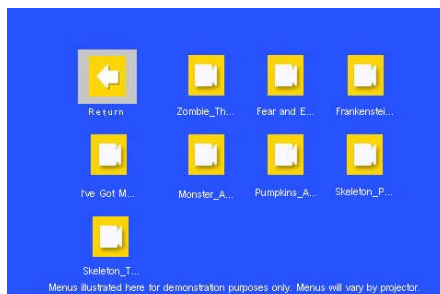 Return
Zombie_Th...
Fear and E...
Frankenstei...
I've Got M...
Monster_A...
Pumpkins_A...
Skeleton_P...
Skeleton_T...
Menus illustrated here for demonstration purposes only. Menus will vary by projector.